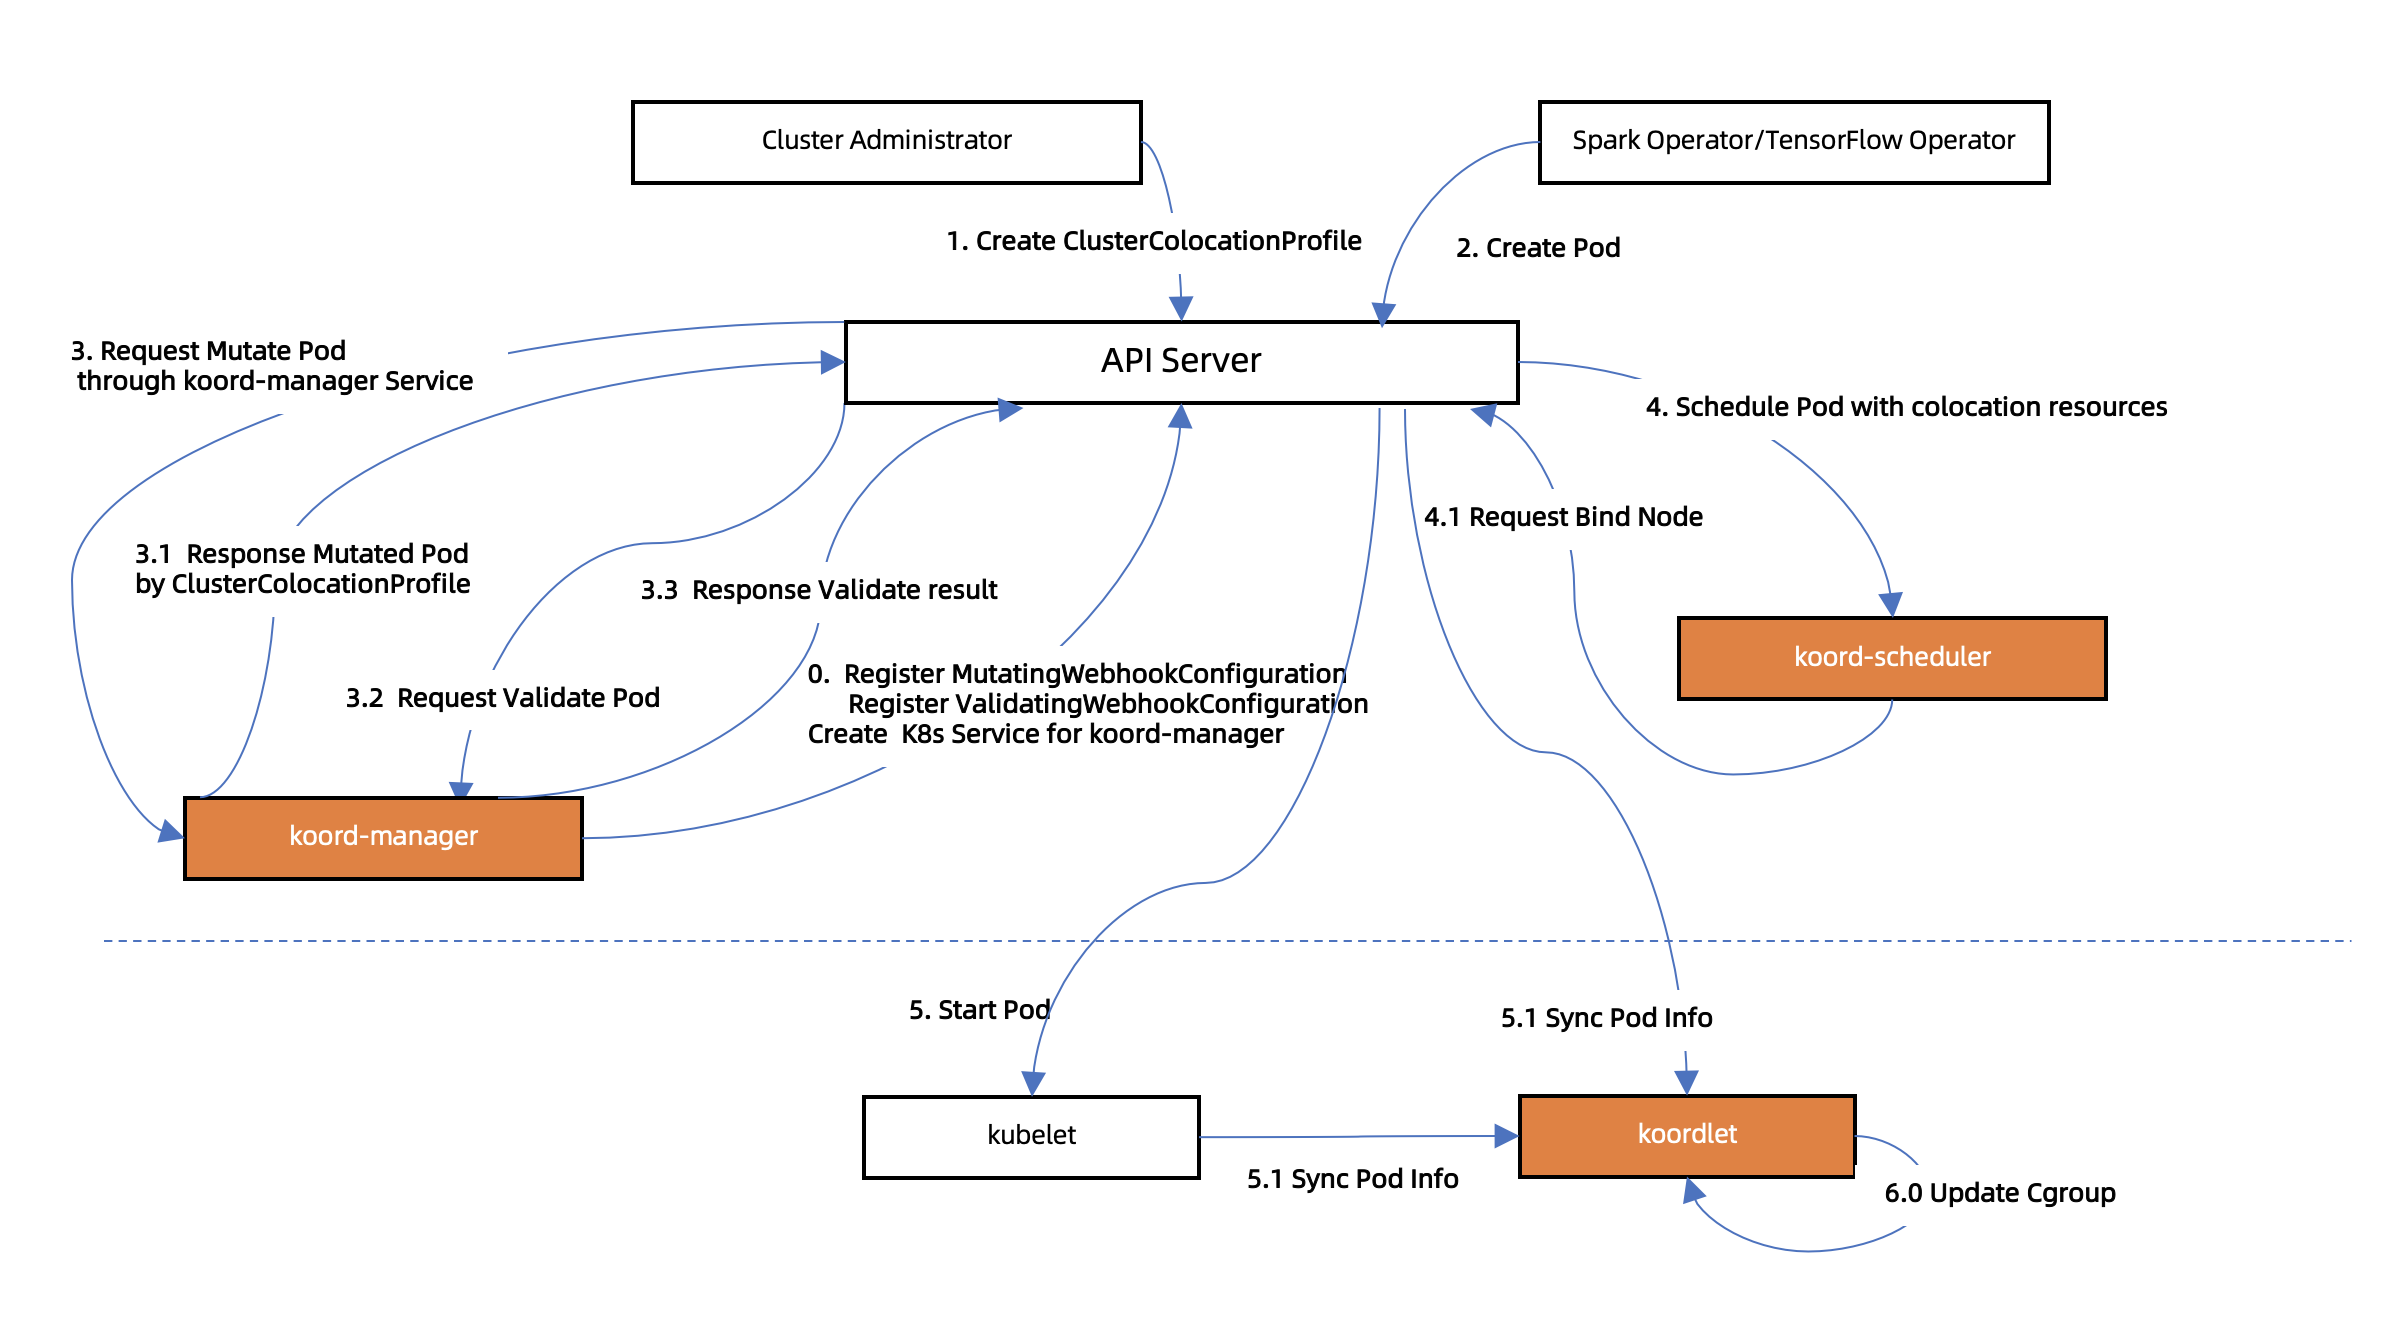 Cluster Administrator
Spark Operator/TensorFlow Operator
1. Create ClusterColocationProfile
2. Create Pod
API Server
3. Request Mutate Pod
through koord-manager Service
4. Schedule Pod with colocation resources
4.1 Request Bind Node
3.1  Response Mutated Pod
by ClusterColocationProfile
3.3  Response Validate result
koord-scheduler
0.  Register MutatingWebhookConfiguration
Register ValidatingWebhookConfiguration
Create  K8s Service for koord-manager
3.2  Request Validate Pod
koord-manager
5. Start Pod
5.1 Sync Pod Info
kubelet
koordlet
5.1 Sync Pod Info
6.0 Update Cgroup